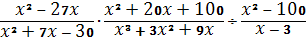 (x² − 27x)/(x² + 7x − 30) · (x² + 20x + 100)/(x³ + 3x² + 9x) ÷ (x² − 100)/(x − 3)